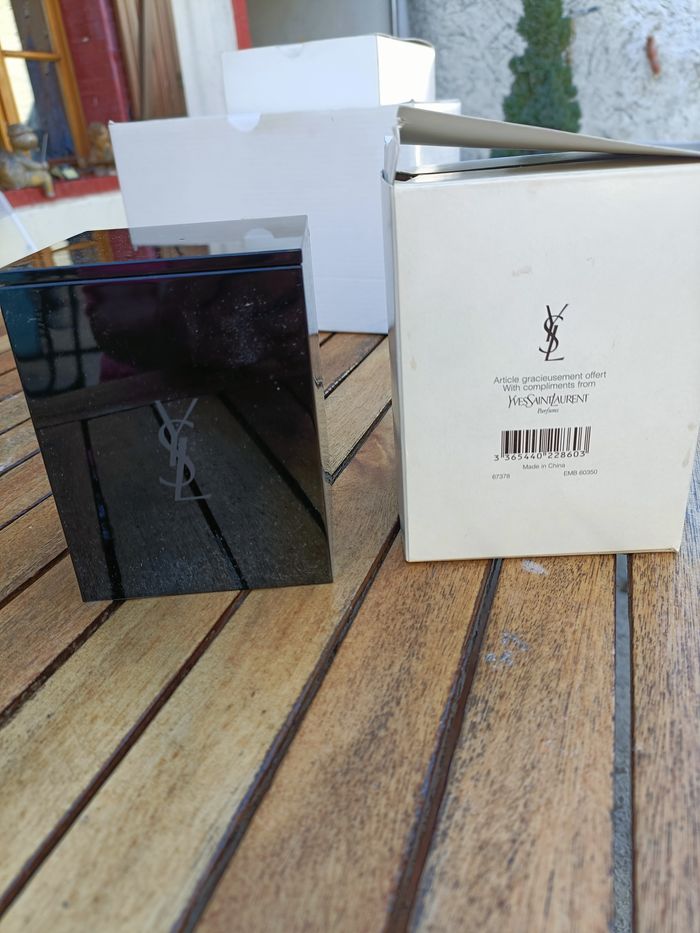 YSL
YSL
Article gracieusement offert
With compliments from
YVESSAINTLAURENT
Parfums
3 365440 228603
Made in China
67378 EMB 60350